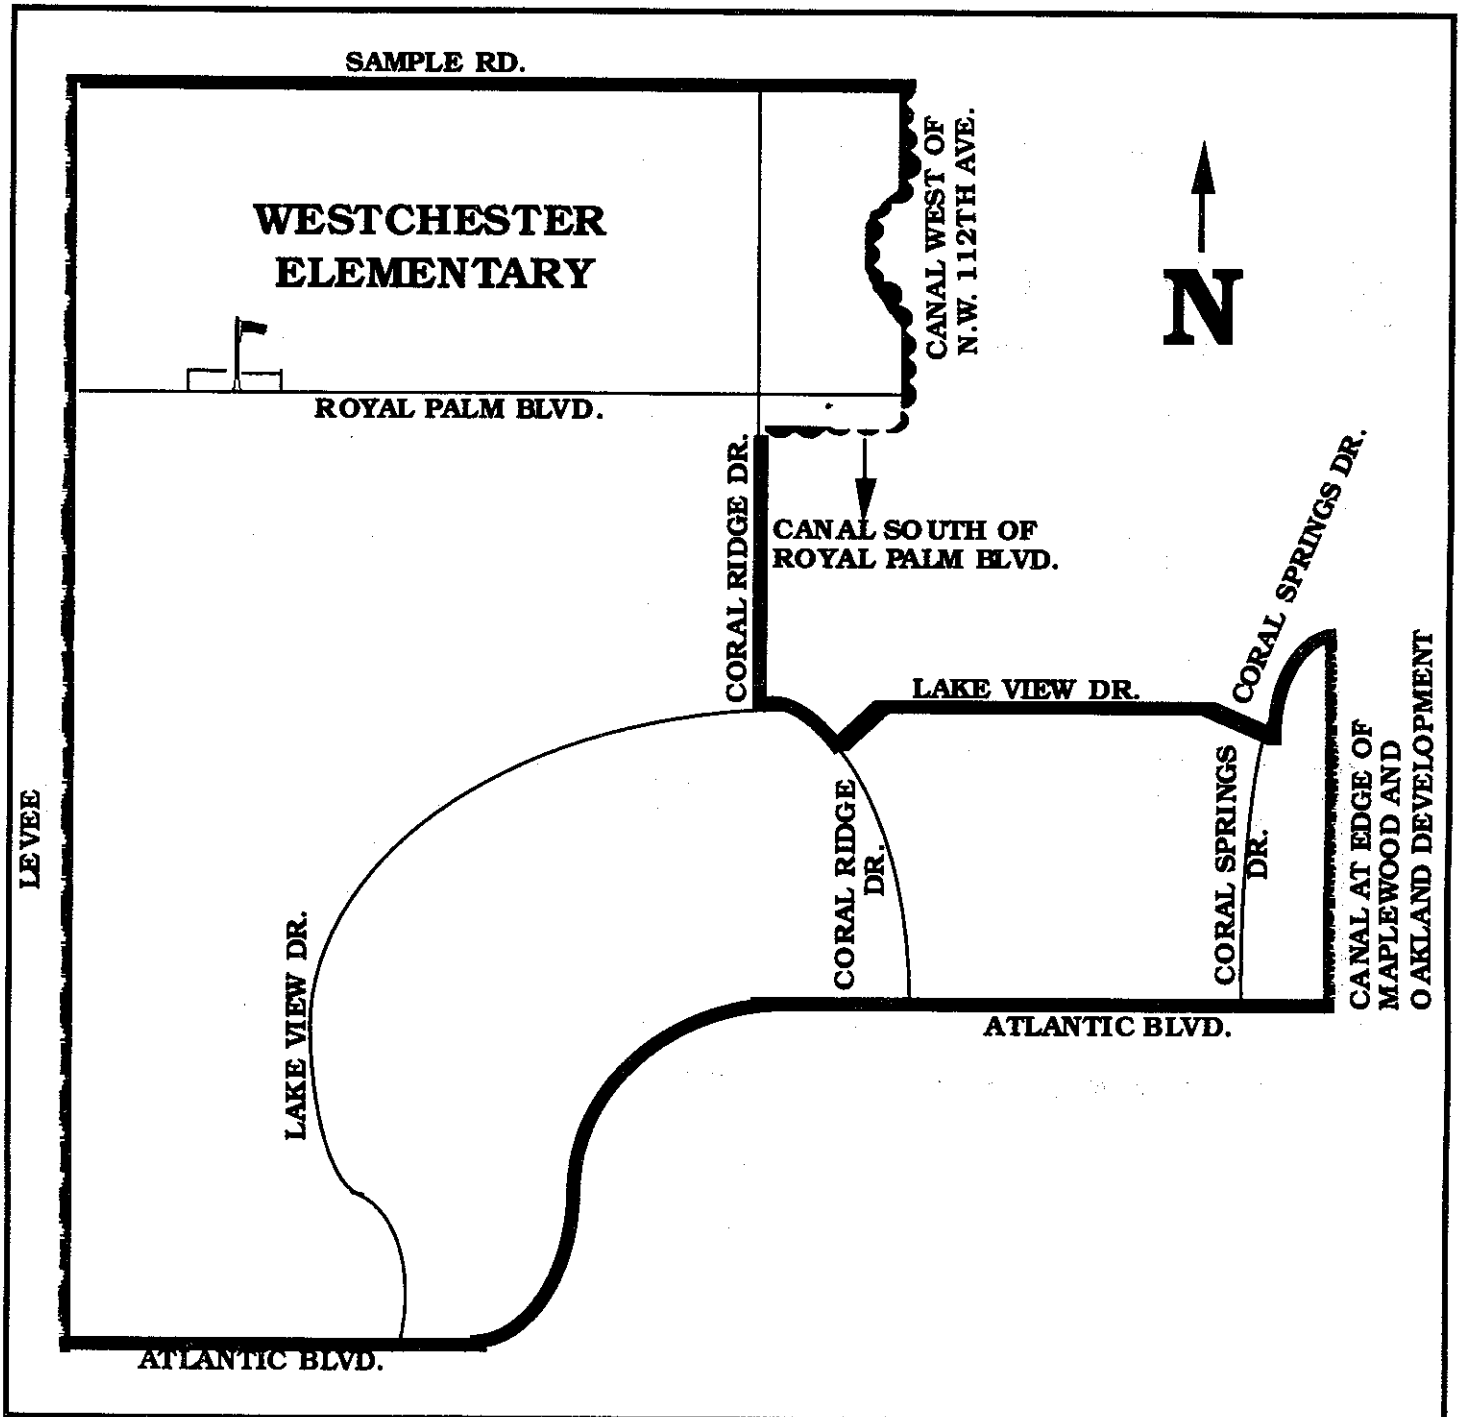 SAMPLE RD.
WESTCHESTER
ELEMENTARY
CANAL WEST OF
N.W. 112TH AVE.
N
ROYAL PALM BLVD.
CORAL RIDGE DR.
CANAL SOUTH OF
ROYAL PALM BLVD.
CORAL SPRINGS DR.
LAKE VIEW DR.
LEVEE
CORAL RIDGE
DR.
CORAL SPRINGS
DR.
CANAL AT EDGE OF
MAPLEWOOD AND
OAKLAND DEVELOPMENT
LAKE VIEW DR.
ATLANTIC BLVD.
ATLANTIC BLVD.